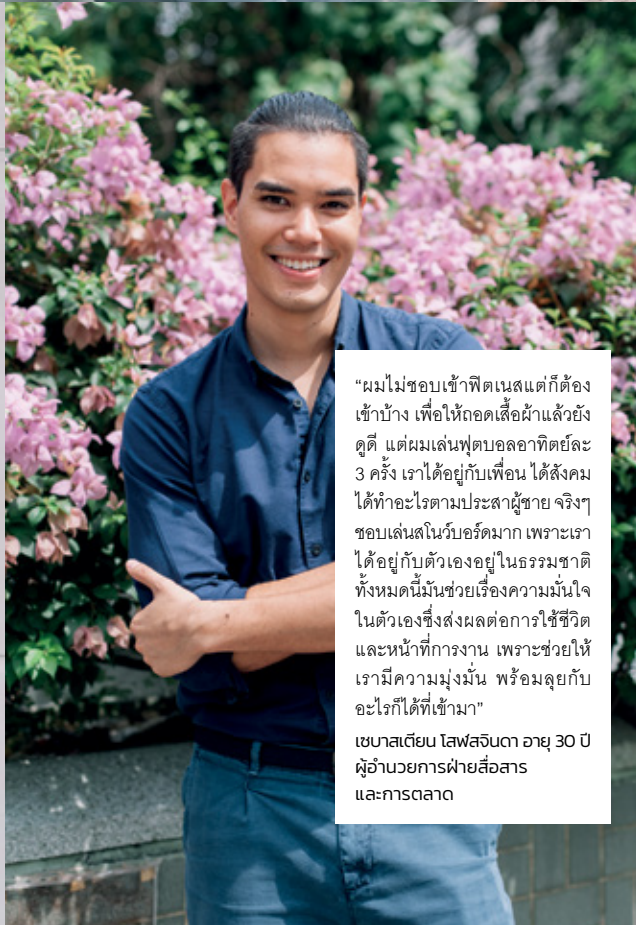 “ผมไม่ชอบเข้าฟิตเนสแต่ก็ต้อง
เข้าบ้าง เพื่อให้ถอดเสื้อผ้าแล้วยัง
ดูดี แต่ผมเล่นฟุตบอลอาทิตย์ละ
3 ครั้ง เราได้อยู่กับเพื่อน ได้สังคม
ได้ทำอะไรตามประสาผู้ชาย จริงๆ
ชอบเล่นสโนว์บอร์ดมาก เพราะเรา
ได้อยู่กับตัวเองอยู่ในธรรมชาติ
ทั้งหมดนี้มันช่วยเรื่องความมั่นใจ
ในตัวเองซึ่งส่งผลต่อการใช้ชีวิต
และหน้าที่การงาน เพราะช่วยให้
เรามีความมุ่งมั่น พร้อมลุยกับ
อะไรก็ได้ที่เข้ามา”
เซบาสเตียน โสฬสจินดา อายุ 30 ปี
ผู้อำนวยการฝ่ายสื่อสาร
และการตลาด